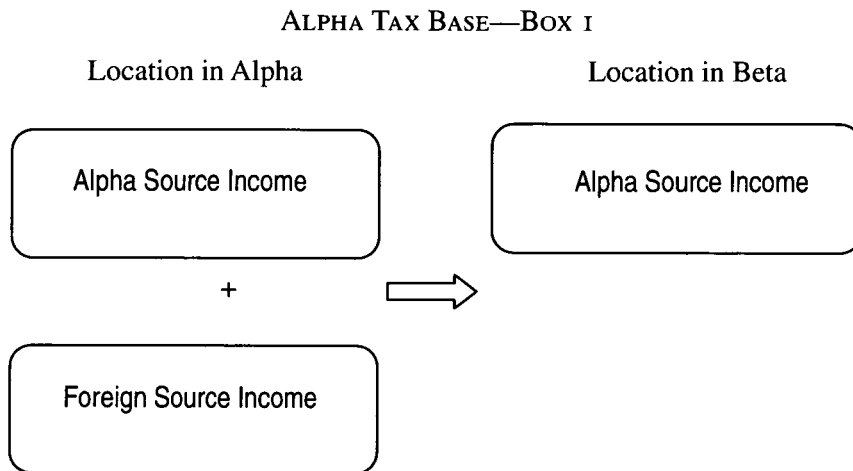 ALPHA TAX BASE—BOX 1
Location in Alpha
Location in Beta
Alpha Source Income
Alpha Source Income
+
Foreign Source Income